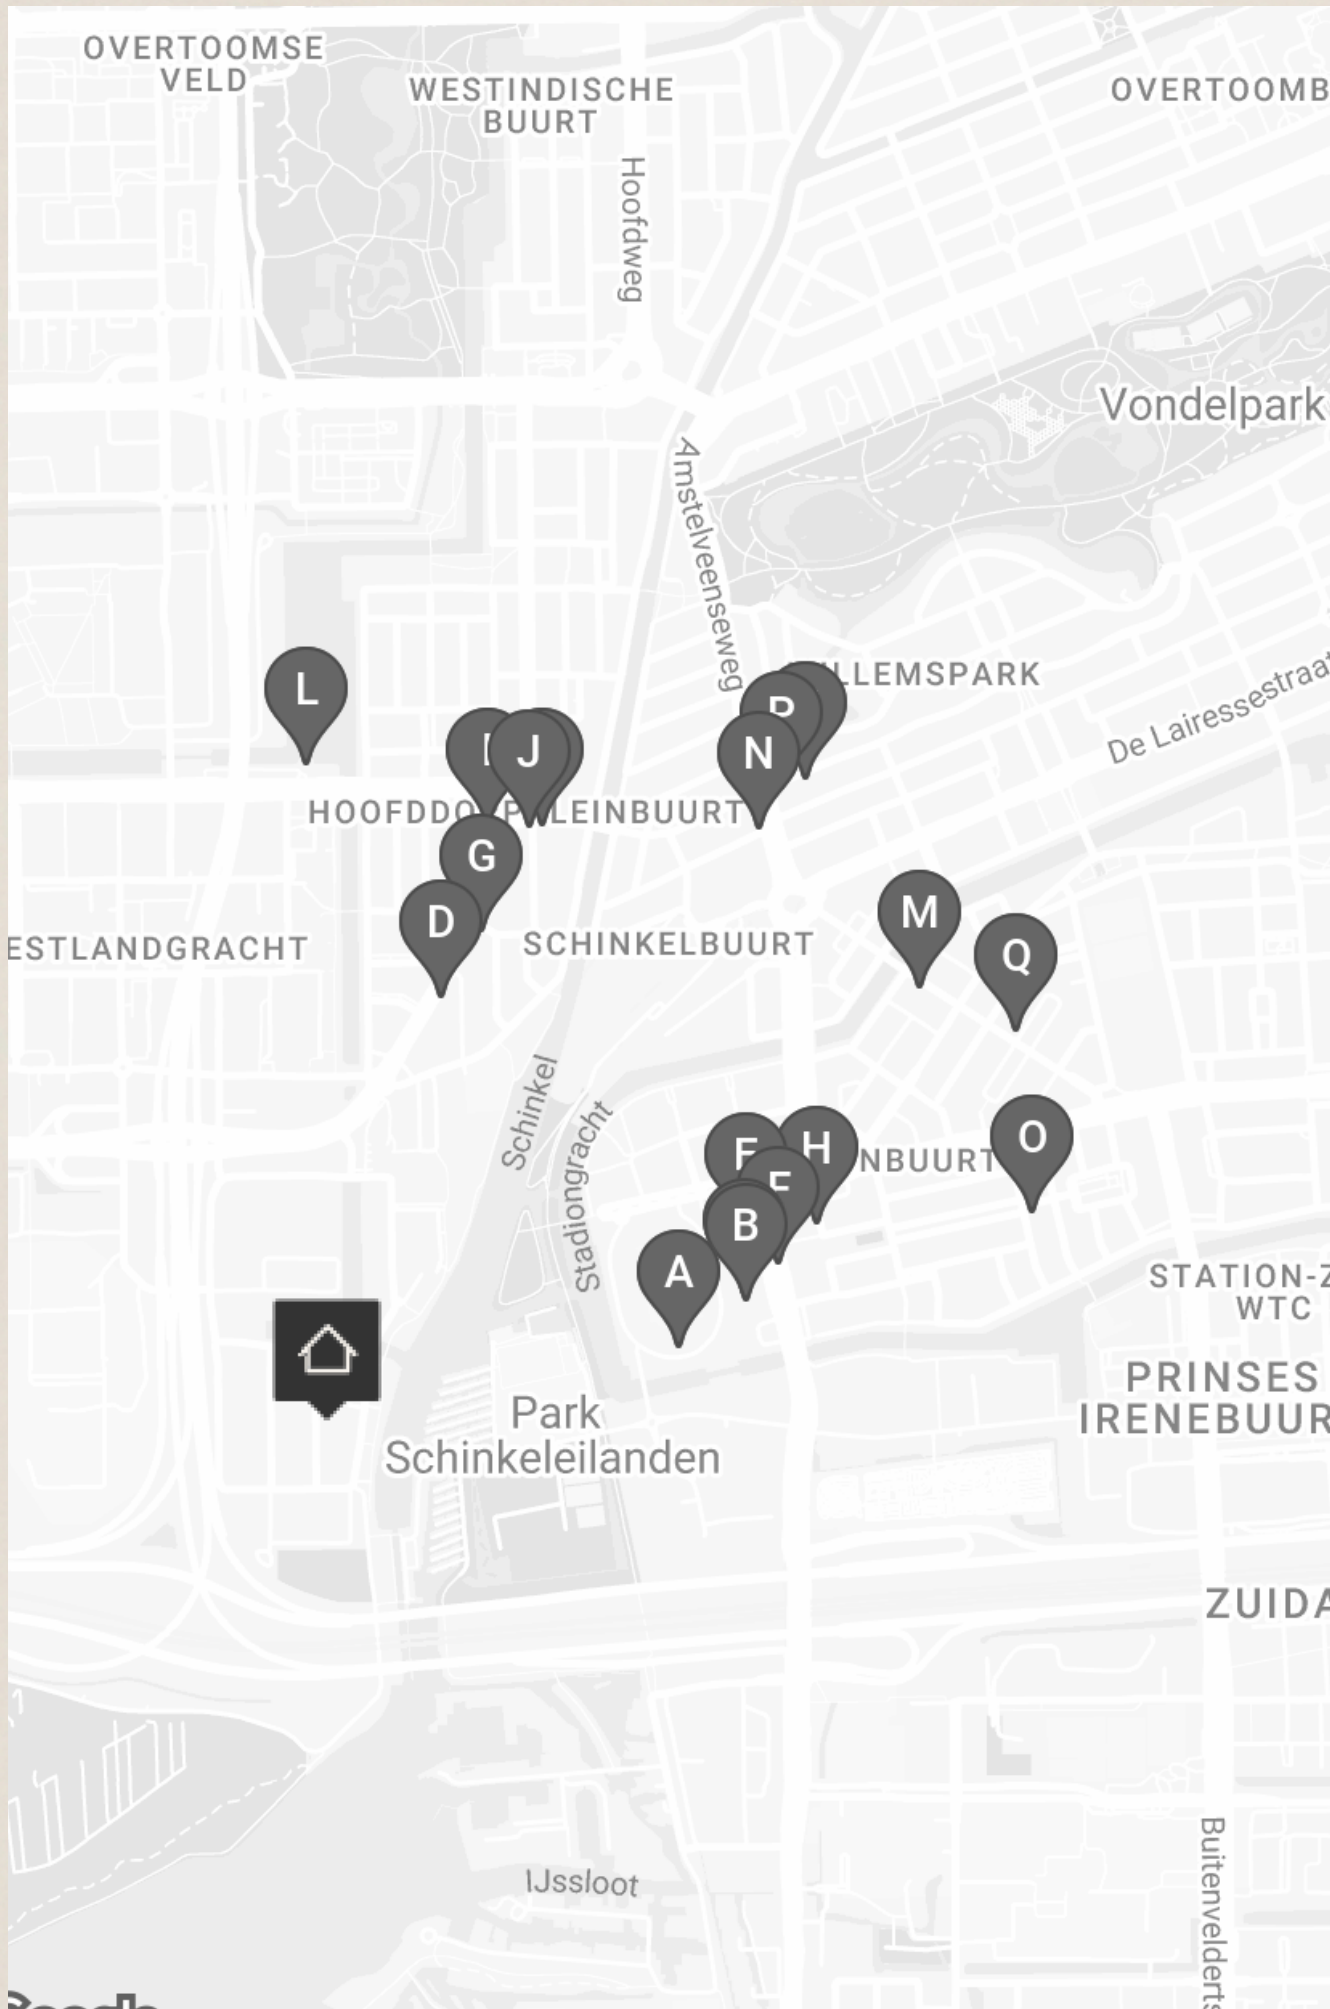 OVERTOOMSE
VELD
WESTINDISCHE
BUURT
OVERTOOMB
Hoofdweg
Vondelpark
Amstelveenseweg
LLEMSPARK
De Lairessestraat
L
P
N
J
HOOFDDO P LEINBUURT
G
D
M
Q
ESTLANDGRACHT
SCHINKELBUURT
Schinkel
Stadiongracht
H
O
NBUURT
B
A
STATION-Z
WTC
PRINSES
IRENEBUUR
Park
Schinkeleilanden
ZUIDA
Buitenvelderts
IJssloot